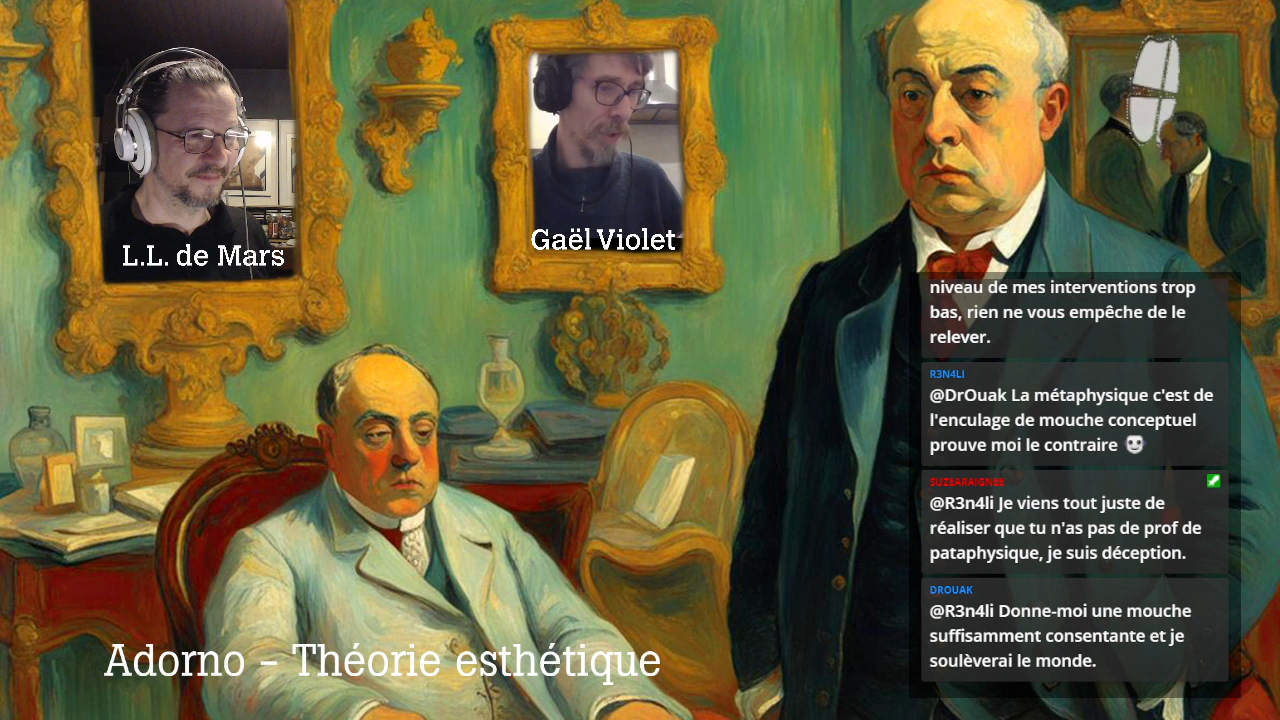 L.L. de Mars
Gaël Violet
niveau de mes interventions trop
bas, rien ne vous empêche de le
relever.
R3N4LI
@DrOuak La métaphysique c'est de
l'enculage de mouche conceptuel
prouve moi le contraire
SUZEARAIGNEE
@R3n4li Je viens tout juste de
réaliser que tu n'as pas de prof de
pataphysique, je suis déception.
DROUAK
@R3n4li Donne-moi une mouche
suffisamment consentante et je
soulèverai le monde.
Adorno – Théorie esthétique